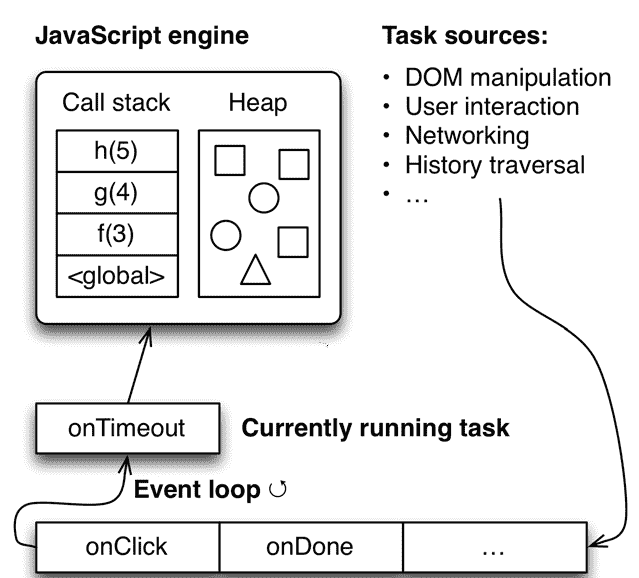 JavaScript engine
Call stack
Heap
h(5)
g(4)
f(3)
<global>
Task sources:
• DOM manipulation
• User interaction
• Networking
• History traversal
• …
onTimeout
Currently running task
Event loop
onClick
onDone
…